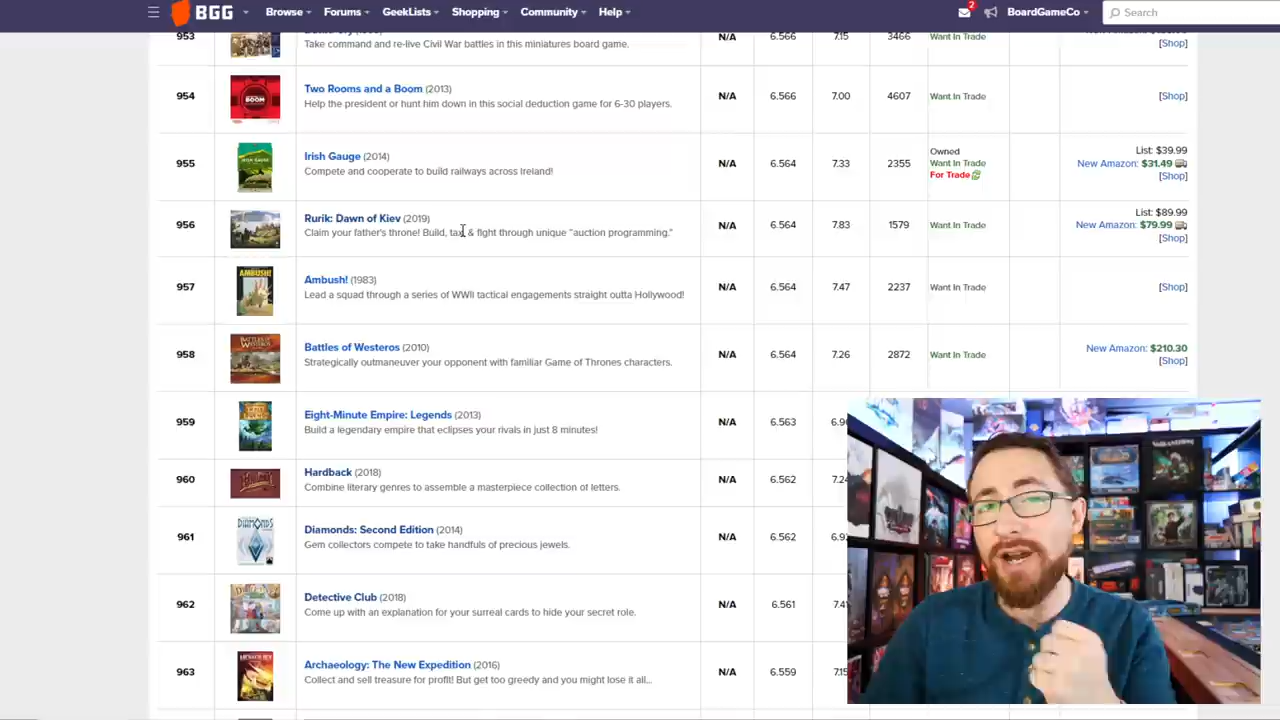 BGG Browse Forums GeekLists Shopping Community Help 2 BoardGameCo Search
953 N/A 6.566 7.15 3466 Want In Trade
Take command and re-live Civil War battles in this miniatures board game. [Shop]
954 Two Rooms and a Boom (2013) N/A 6.566 7.00 4607 Want In Trade [Shop]
Help the president or hunt him down in this social deduction game for 6-30 players.
BOOM
955 Irish Gauge (2014) N/A 6.564 7.33 2355 Owned List: $39.99
Compete and cooperate to build railways across Ireland! Want In Trade New Amazon: $31.49
For Trade [Shop]
IRISH GAUGE
956 Rurik: Dawn of Kiev (2019) N/A 6.564 7.83 1579 Want In Trade List: $89.99
Claim your father's throne! Build, tax & fight through unique "auction programming." New Amazon: $79.99
[Shop]
957 Ambush! (1983) N/A 6.564 7.47 2237 Want In Trade [Shop]
Lead a squad through a series of WWII tactical engagements straight outta Hollywood!
AMBUSH!
958 Battles of Westeros (2010) N/A 6.564 7.26 2872 Want In Trade New Amazon: $210.30
Strategically outmaneuver your opponent with familiar Game of Thrones characters. [Shop]
959 Eight-Minute Empire: Legends (2013) N/A 6.563
Build a legendary empire that eclipses your rivals in just 8 minutes!
960 Hardback (2018) N/A 6.562
Combine literary genres to assemble a masterpiece collection of letters.
961 Diamonds: Second Edition (2014) N/A 6.562
Gem collectors compete to take handfuls of precious jewels.
DIAMONDS
962 Detective Club (2018) N/A 6.561
Come up with an explanation for your surreal cards to hide your secret role.
963 Archaeology: The New Expedition (2016) N/A 6.559
Collect and sell treasure for profit! But get too greedy and you might lose it all...